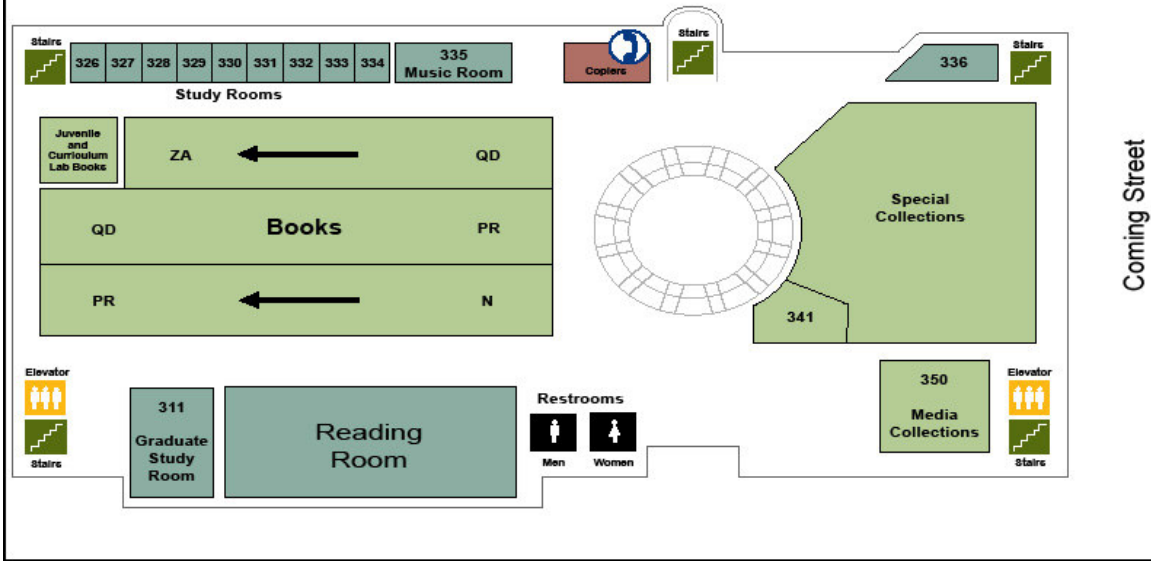 Stairs
326 327 328 329 330 331 332 333 334
Study Rooms
335
Music Room
Copiers
Stairs
336
Stairs
Juvenile
and
Curriculum
Lab Books
ZA
QD
QD
Books
PR
PR
N
Special
Collections
341
Coming Street
Elevator
Stairs
311
Graduate
Study
Room
Reading
Room
Restrooms
Men
Women
350
Media
Collections
Elevator
Stairs